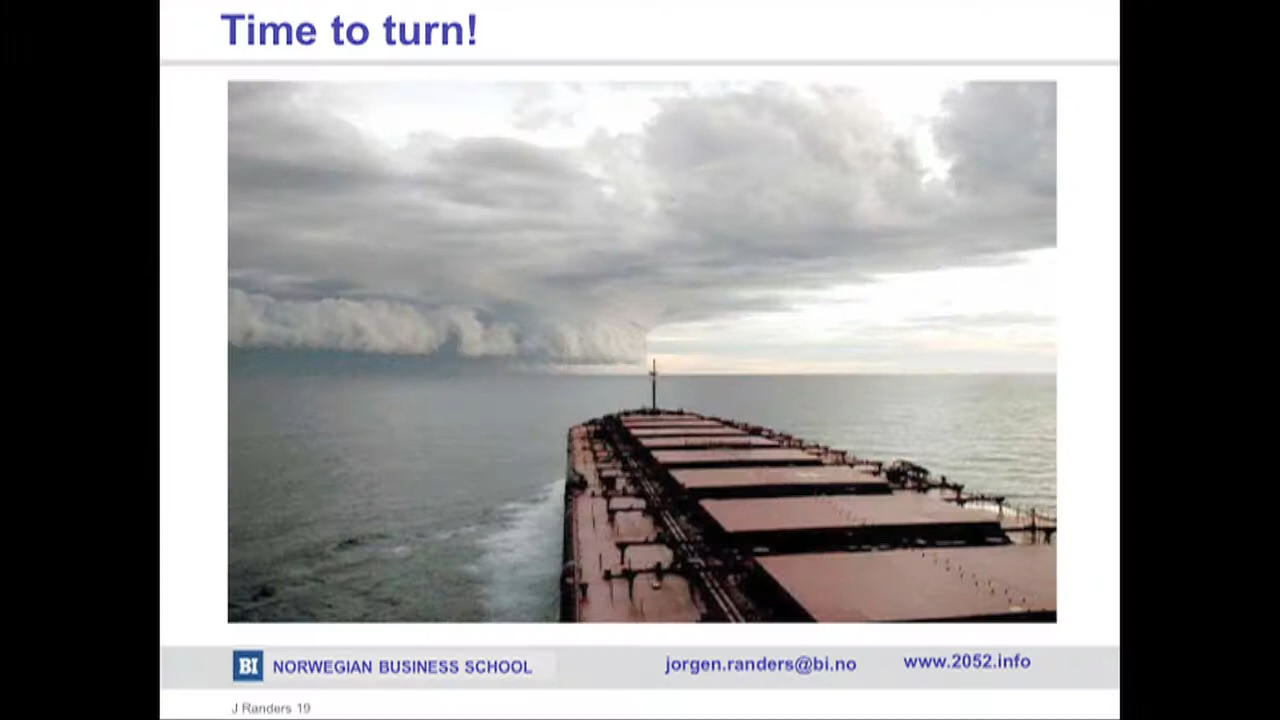 Time to turn!
BI NORWEGIAN BUSINESS SCHOOL
jorgen.randers@bi.no
www.2052.info
J Randers 19